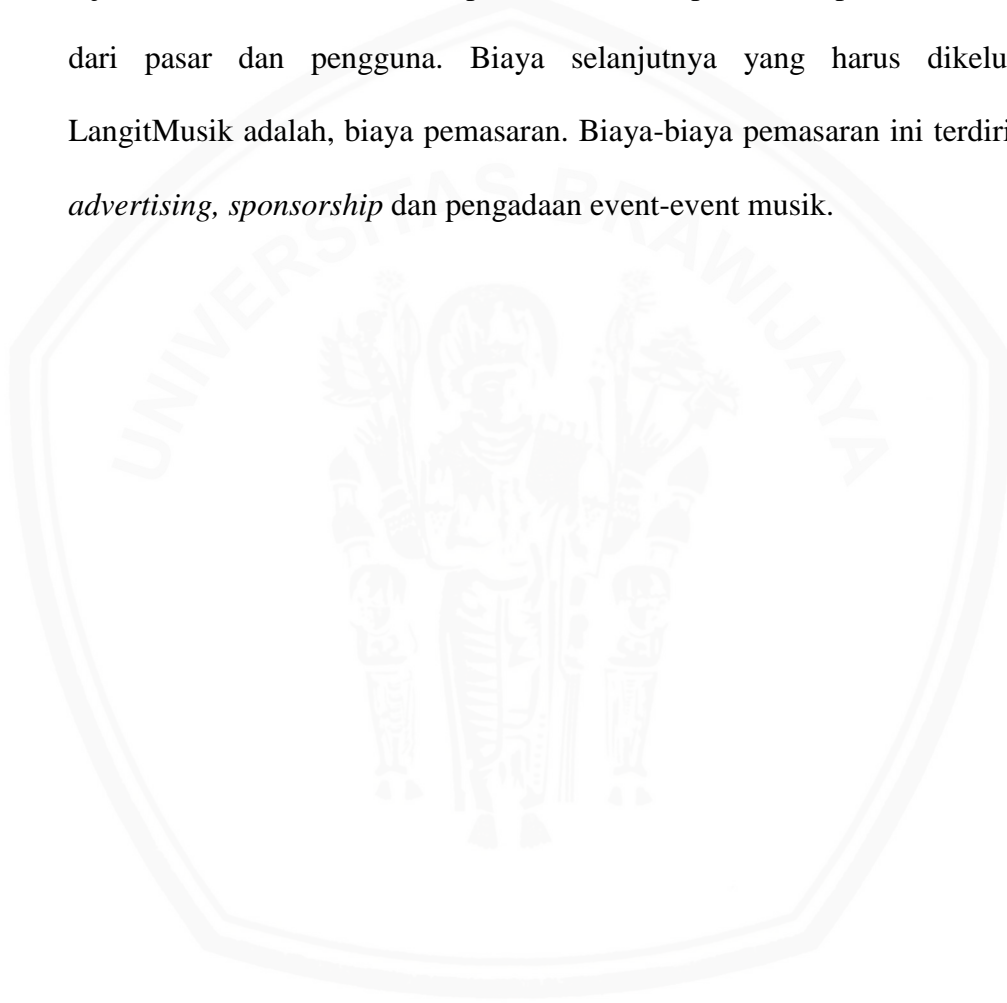 dari pasar dan pengguna. Biaya selanjutnya yang harus
LangitMusik adalah, biaya pemasaran. Biaya-biaya pemasaran ini terdiri
advertising, sponsorship dan pengadaan event-event musik.
UNIVERSITAS BRAWIJAYA